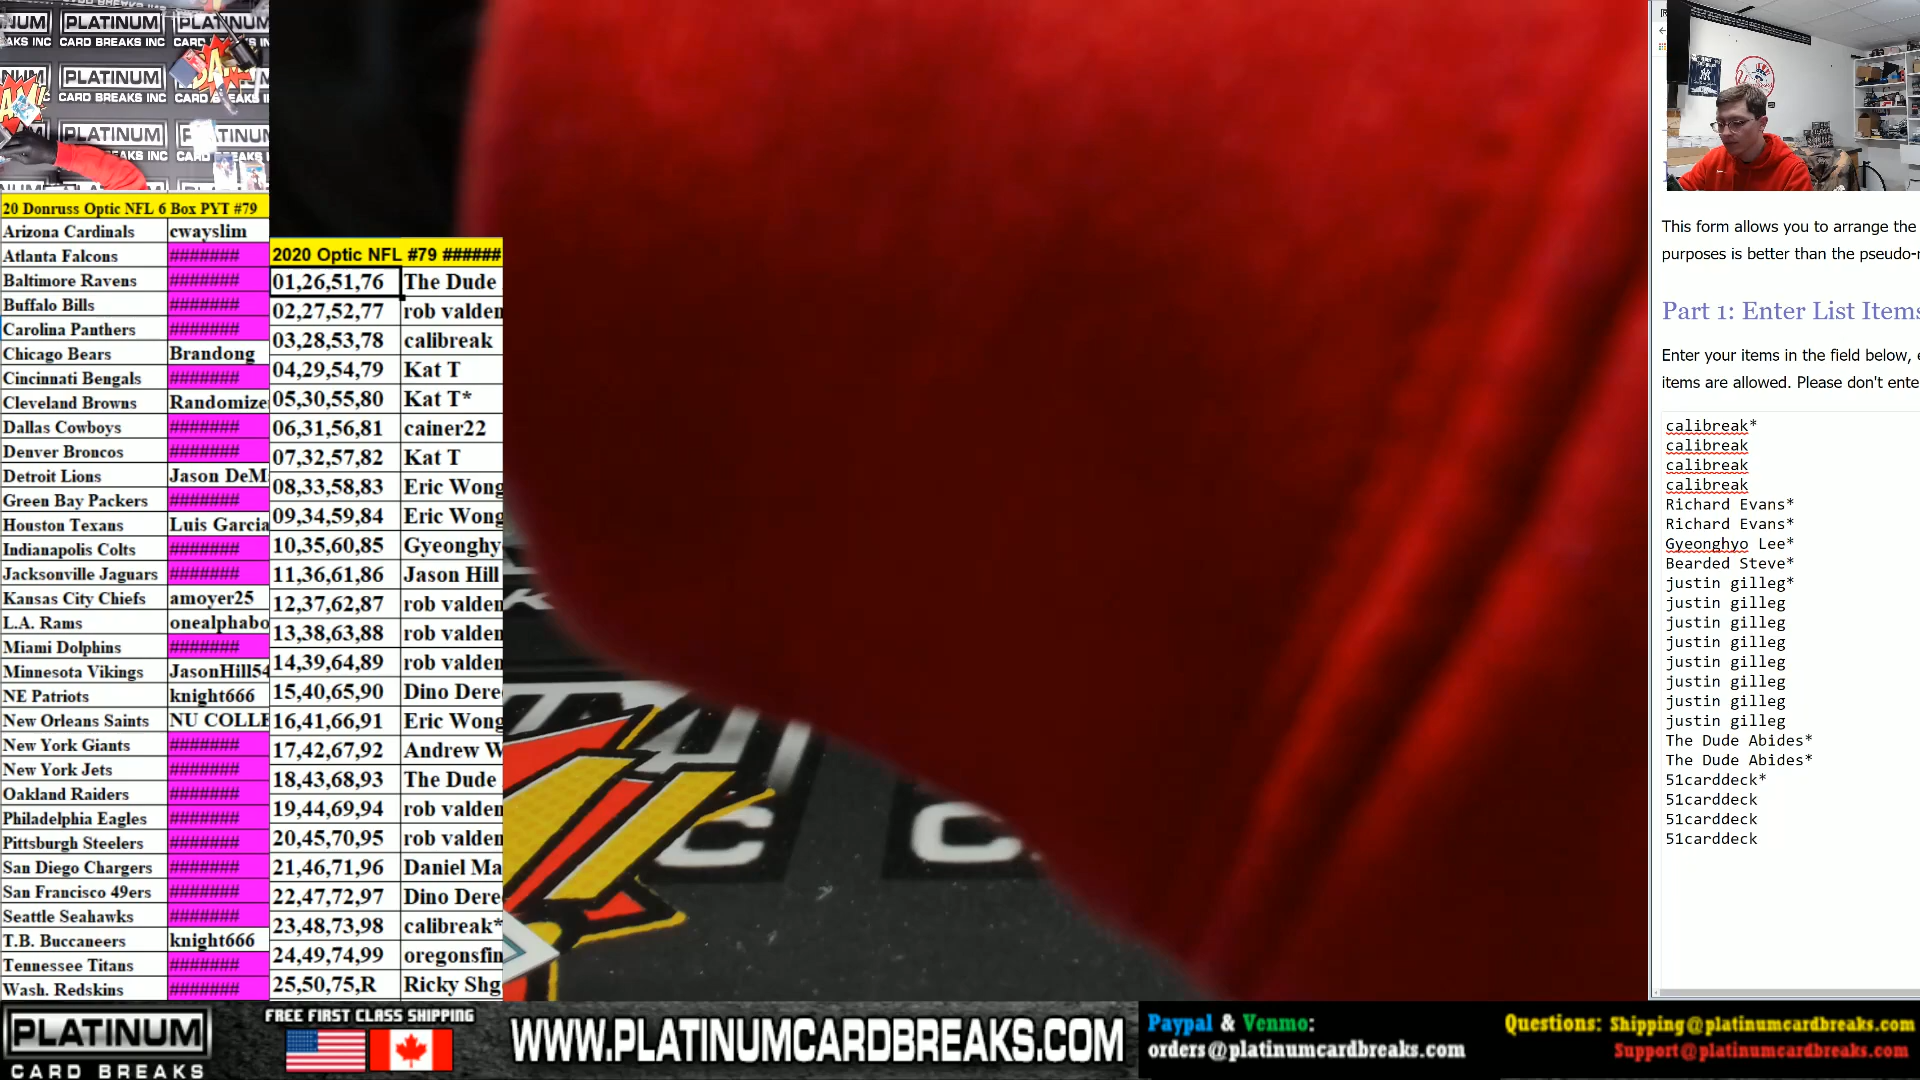 PLATINUM
CARD BREAKS INC
PLATINUM
CARD BREAKS INC
PLATINUM
20 Donruss Optic NFL 6 Box PYT #79
Arizona Cardinals cwayslim
Atlanta Falcons #######
Baltimore Ravens #######
Buffalo Bills #######
Carolina Panthers #######
Chicago Bears Brandong
Cincinnati Bengals #######
Cleveland Browns Randomize
Dallas Cowboys #######
Denver Broncos #######
Detroit Lions Jason DeM
Green Bay Packers #######
Houston Texans Luis Garcia
Indianapolis Colts #######
Jacksonville Jaguars #######
Kansas City Chiefs amoyer25
L.A. Rams onealphabo
Miami Dolphins #######
Minnesota Vikings JasonHill54
NE Patriots knight666
New Orleans Saints NU COLLE
New York Giants #######
New York Jets #######
Oakland Raiders #######
Philadelphia Eagles #######
Pittsburgh Steelers #######
San Diego Chargers #######
San Francisco 49ers #######
Seattle Seahawks #######
T.B. Buccaneers knight666
Tennessee Titans #######
Wash. Redskins #######
2020 Optic NFL #79 ######
01,26,51,76 The Dude
02,27,52,77 rob valden
03,28,53,78 calibreak
04,29,54,79 Kat T
05,30,55,80 Kat T*
06,31,56,81 cainer22
07,32,57,82 Kat T
08,33,58,83 Eric Wong
09,34,59,84 Eric Wong
10,35,60,85 Gyeonghy
11,36,61,86 Jason Hill
12,37,62,87 rob valden
13,38,63,88 rob valden
14,39,64,89 rob valden
15,40,65,90 Dino Dere
16,41,66,91 Eric Wong
17,42,67,92 Andrew W
18,43,68,93 The Dude
19,44,69,94 rob valden
20,45,70,95 rob valden
21,46,71,96 Daniel Ma
22,47,72,97 Dino Dere
23,48,73,98 calibreak*
24,49,74,99 oregonsfin
25,50,75,R Ricky Shg
This form allows you to arrange the
purposes is better than the pseudo-r
Part 1: Enter List Items
Enter your items in the field below, e
items are allowed. Please don't ente
calibreak*
calibreak
calibreak
calibreak
Richard Evans*
Richard Evans*
Gyeonghyo Lee*
Bearded Steve*
justin gilleg*
justin gilleg
justin gilleg
justin gilleg
justin gilleg
justin gilleg
justin gilleg
justin gilleg
The Dude Abides*
The Dude Abides*
51carddeck*
51carddeck
51carddeck
51carddeck
PLATINUM
CARD BREAKS
FREE FIRST CLASS SHIPPING
WWW.PLATINUMCARDBREAKS.COM
Paypal & Venmo:
orders@platinumcardbreaks.com
Questions: Shipping@platinumcardbreaks.com
Support@platinumcardbreaks.com